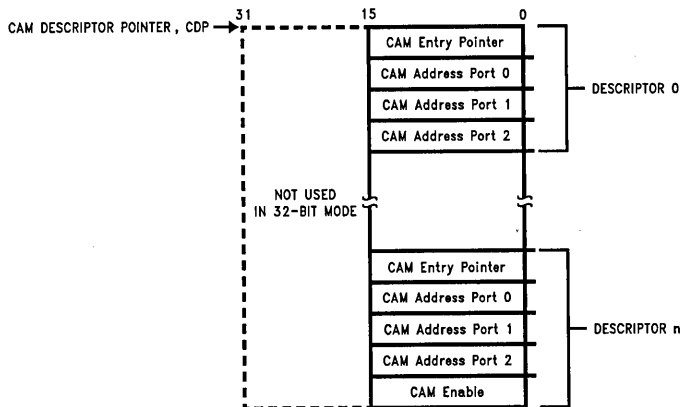 31 15 0
CAM DESCRIPTOR POINTER, CDP
CAM Entry Pointer
CAM Address Port 0
CAM Address Port 1
CAM Address Port 2
DESCRIPTOR 0
NOT USED
IN 32-BIT MODE
CAM Entry Pointer
CAM Address Port 0
CAM Address Port 1
CAM Address Port 2
CAM Enable
DESCRIPTOR n